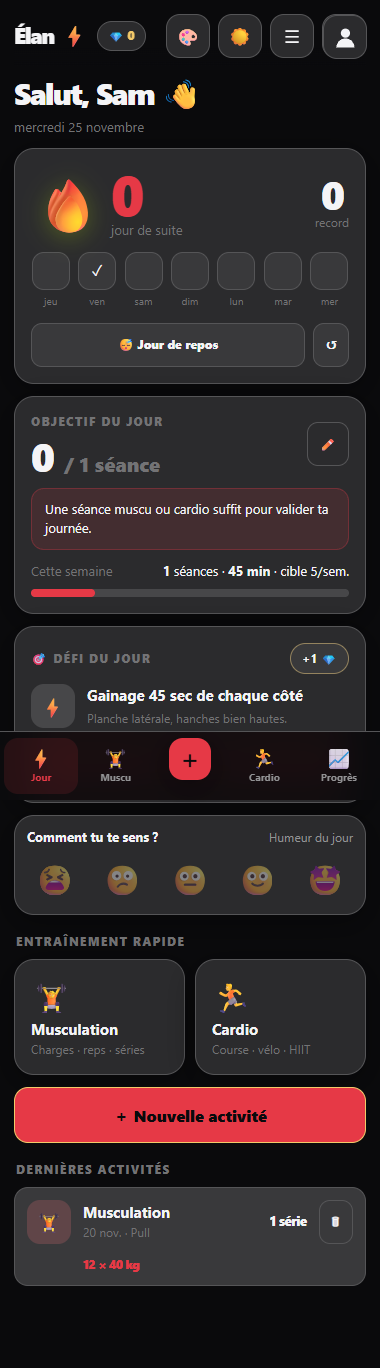 Élan 0
Salut, Sam
mercredi 25 novembre
0
jour de suite
0
record
✓
jeu ven sam dim lun mar mer
Jour de repos ↺
OBJECTIF DU JOUR
0 / 1 séance
Une séance muscu ou cardio suffit pour valider ta
journée.
Cette semaine 1 séances · 45 min · cible 5/sem.
DÉFI DU JOUR +1
Gainage 45 sec de chaque côté
Planche latérale, hanches bien hautes.
Jour Muscu + Cardio Progrès
Comment tu te sens ? Humeur du jour
ENTRAÎNEMENT RAPIDE
Musculation
Charges · reps · séries
Cardio
Course · vélo · HIIT
+ Nouvelle activité
DERNIÈRES ACTIVITÉS
Musculation 1 série
20 nov. · Pull
12 × 40 kg